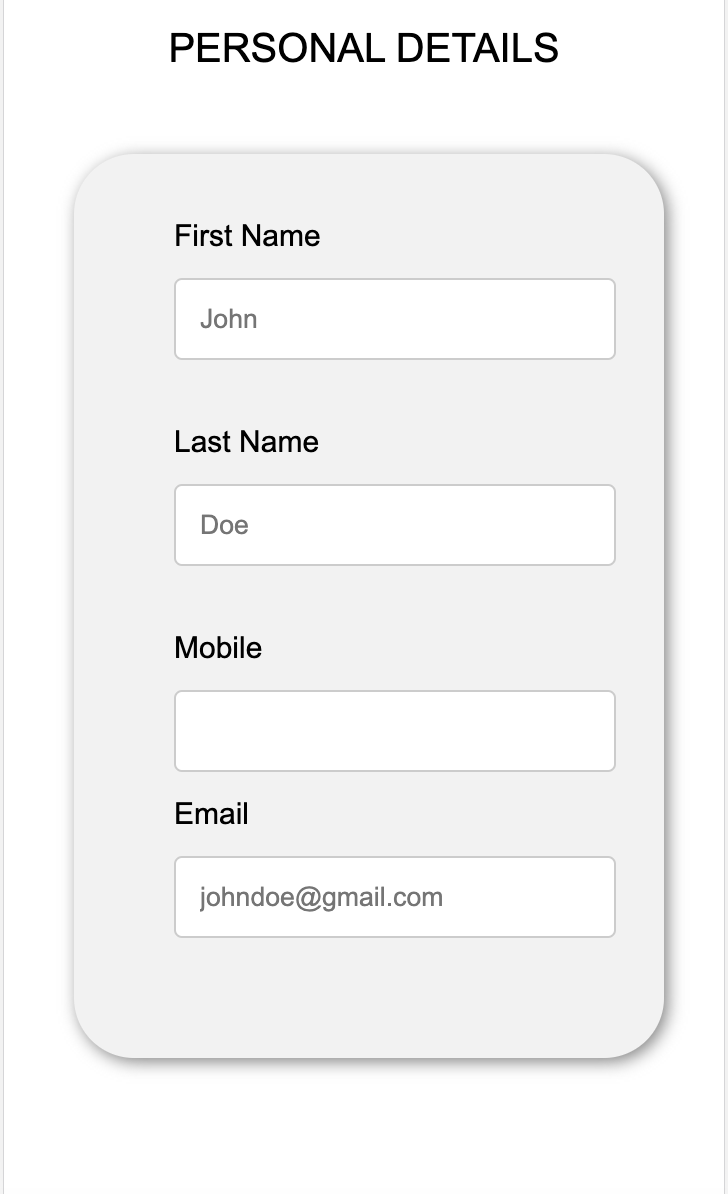 PERSONAL DETAILS
First Name
John
Last Name
Doe
Mobile
Email
johndoe@gmail.com